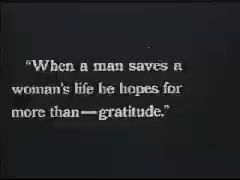 "When a man saves a
woman's life he hopes for
more than—gratitude."